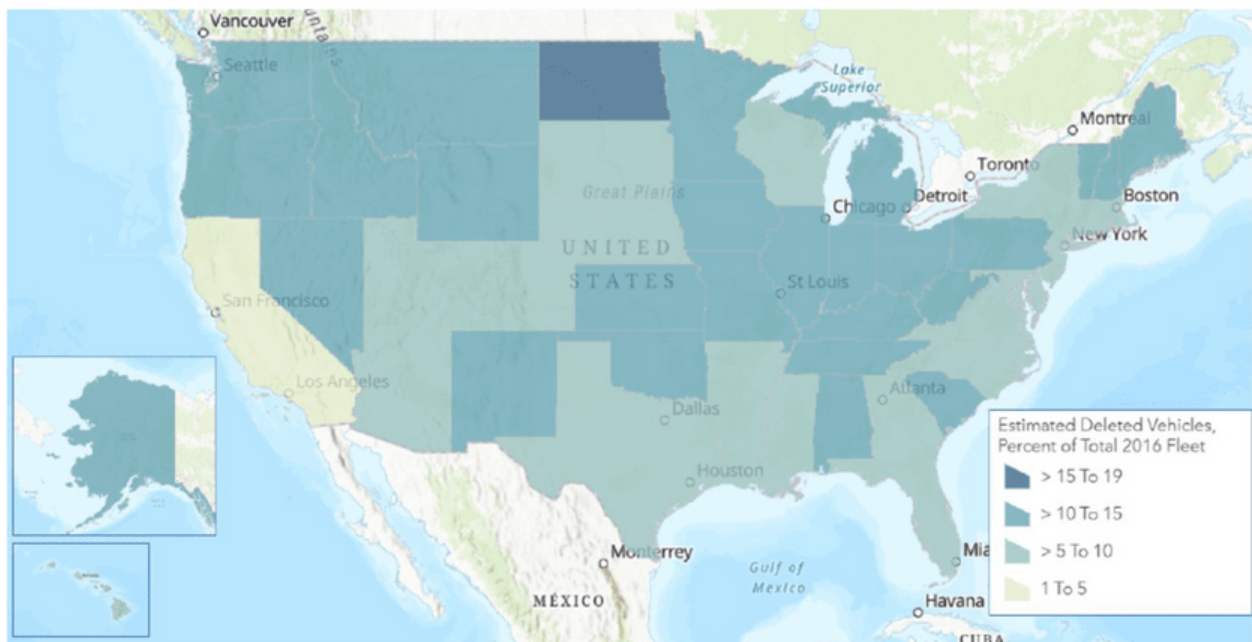 Vancouver
Seattle
Lake
Superior
Montreal
Toronto
Great Plains
Chicago
Detroit
Boston
New York
UNITED
STATES
San Francisco
St Louis
Los Angeles
Atlanta
Dallas
Houston
Estimated Deleted Vehicles,
Percent of Total 2016 Fleet
> 15 To 19
> 10 To 15
> 5 To 10
1 To 5
Monterrey
Gulf of
Mexico
Mia
MÉXICO
Havana
CUBA